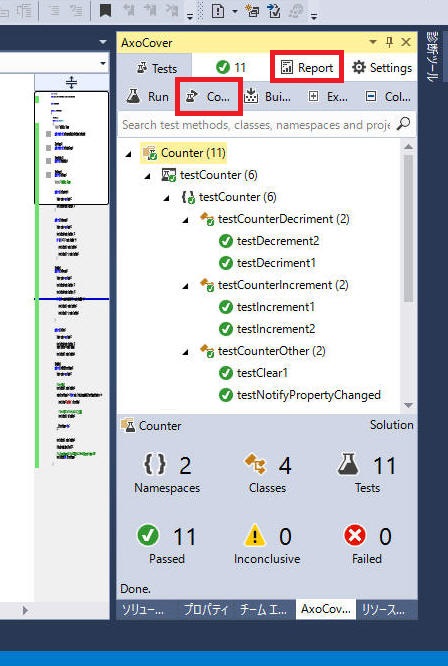 AxoCover
診断ツール
Tests
11
Report
Settings
Run
Co...
Bui...
Ex...
Col...
Search test methods, classes, namespaces and proje
Counter (11)
testCounter (6)
{} testCounter (6)
testCounterDecriment (2)
testDecrement2
testDecriment1
testCounterIncrement (2)
testIncrement1
testIncrement2
testCounterOther (2)
testClear1
testNotifyPropertyChanged
Counter
Solution
{} 2
4
11
Namespaces
Classes
Tests
11
0
0
Passed
Inconclusive
Failed
Done.
ソリュー...
プロパティ
チーム エ...
AxoCov...
リソース...